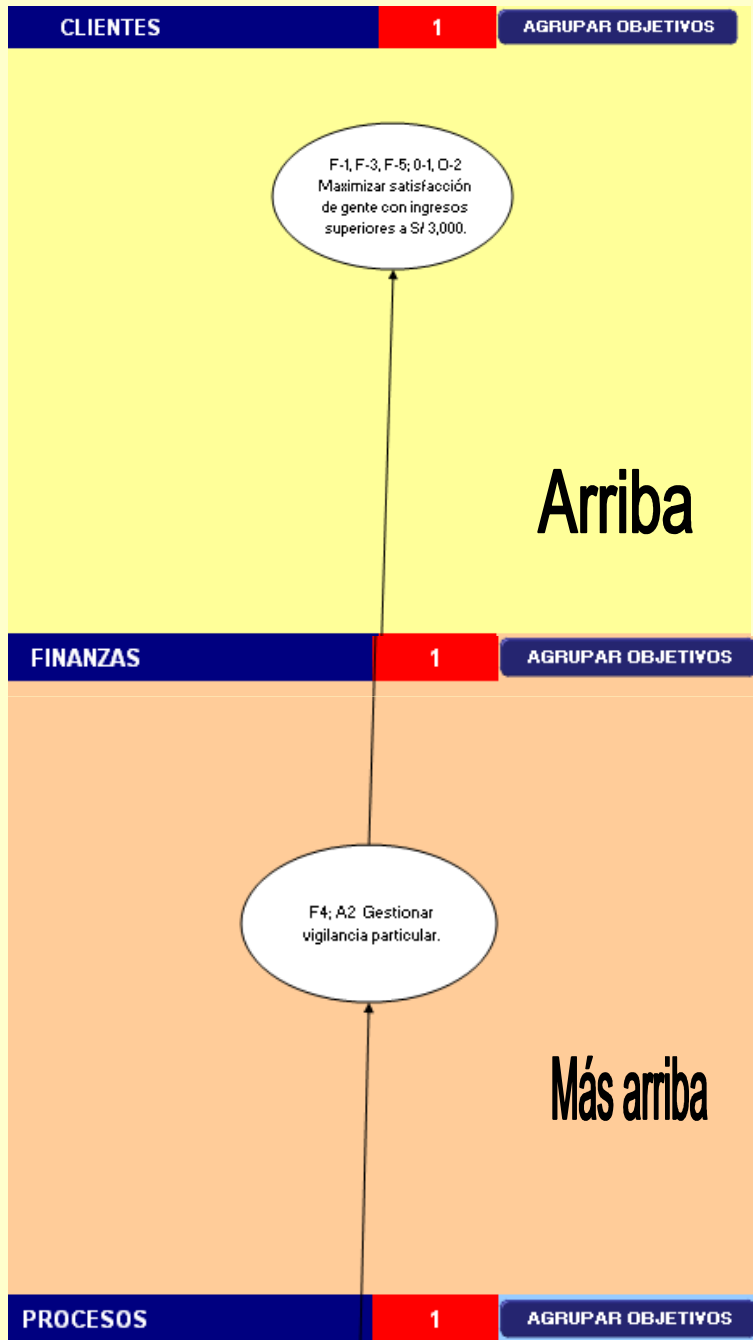 CLIENTES 1 AGRUPAR OBJETIVOS
F-1, F-3, F-5; 0-1, O-2
Maximizar satisfacción
de gente con ingresos
superiores a S/ 3,000.
Arriba
FINANZAS 1 AGRUPAR OBJETIVOS
F4; A2 Gestionar
vigilancia particular.
Más arriba
PROCESOS 1 AGRUPAR OBJETIVOS